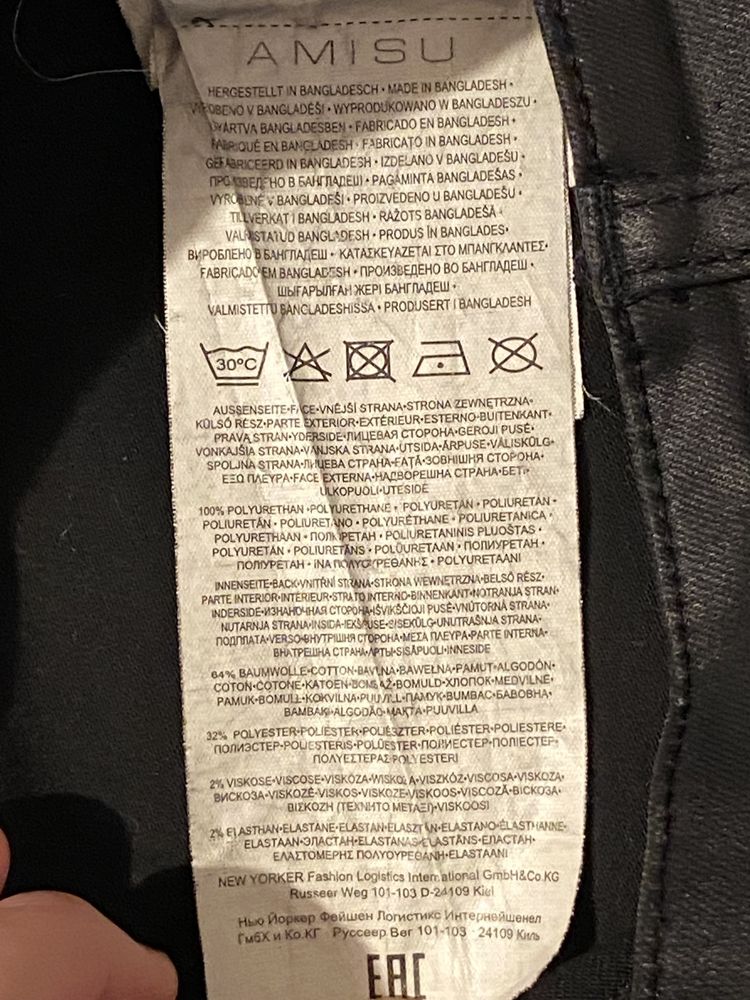 AMISU
HERGESTELLT IN BANGLADESCH • MADE IN BANGLADESH •
VYROBENO V BANGLADÉŠI • WYPRODUKOWANO W BANGLADESZU •
GYÁRTVA BANGLADESBEN • FABRICADO EN BANGLADESH •
FABRIQUÉ EN BANGLADESH • FABRICATO IN BANGLADESH •
GEFABRICEERD IN BANGLADESH • IZDELANO V BANGLADEŠU •
ПРОИЗВЕДЕНО В БАНГЛАДЕШ • PAGAMINTA BANGLADEŠAS •
VYROBENÉ V BANGLADÉŠI • PROIZVEDENO U BANGLADEŠU •
TILLVERKAT I BANGLADESH • RAŽOTS BANGLADEŠĀ •
VALMISTATUD BANGLADESH • PRODUS ÎN BANGLADES •
ВИРОБЛЕНО В БАНГЛАДЕШ • ΚΑΤΑΣΚΕΥΑΖΕΤΑΙ ΣΤΟ ΜΠΑΝΓΚΛΑΝΤΕΣ •
FABRICADO EM BANGLADESH • ПРОИЗВЕДЕНО ВО БАНГЛАДЕШ •
ШЫҒАРЫЛҒАН ЖЕРІ БАНГЛАДЕШ •
VALMISTETTU BANGLADESHISSA • PRODUSERT I BANGLADESH
30°C
AUSSENSEITE•FACE•VNĚJŠÍ STRANA•STRONA ZEWNĘTRZNA•
KÜLSŐ RÉSZ•PARTE EXTERIOR•EXTÉRIEUR•ESTERNO•BUITENKANT•
PRAVA STRAN•YDERSIDE•ЛИЦЕВАЯ СТОРОНА•GEROJI PUSĖ•
VONKAJŠIA STRANA•VANJSKA STRANA•UTSIDA•ĀRPUSE•VÄLISKÜLG•
SPOLJNA STRANA•ЛИЦЕВА СТРАНА•FAȚĂ•ЗОВНІШНЯ СТОРОНА•
ΕΞΩ ΠΛΕΥΡΑ•FACE EXTERNA•НАДВОРЕШНА СТРАНА•БЕТІ•
ULKOPUOLI•UTESIDE
100% POLYURETHAN•POLYURETHANE • POLYURETAN • POLIURETAN •
POLIURETÁN • POLIURETANO • POLYURÉTHANE • POLIURETANICA •
POLYURETHAAN • ПОЛИУРЕТАН • POLIURETANINIS PLUOŠTAS •
POLYURETÁN • POLIURETĀNS • POLÜURETAAN • ПОЛИУРЕТАН •
ПОЛІУРЕТАН • ΙΝΑ ΠΟΛΥΟΥΡΕΘΑΝΗΣ • POLYURETAANI
INNENSEITE•BACK•VNITŘNÍ STRANA•STRONA WEWNĘTRZNA•BELSŐ RÉSZ•
PARTE INTERIOR•INTÉRIEUR•STRATO INTERNO•BINNENKANT•NOTRANJA STRAN•
INDERSIDE•ИЗНАНОЧНАЯ СТОРОНА•IŠVIKŠČIOJI PUSĖ•VNÚTORNÁ STRANA•
NUTARNJA STRANA•INSIDA•IEKŠPUSE•SISEKÜLG•UNUTRAŠNJA STRANA•
ПОДПЛАТА•VERSO•ВНУТРІШНЯ СТОРОНА•ΜΕΣΑ ΠΛΕΥΡΑ•PARTE INTERNA•
ВНАТРЕШНА СТРАНА•АРТЫ•SISÄPUOLI•INNESIDE
64% BAUMWOLLE•COTTON•BAVLNA•BAWEŁNA•PAMUT•ALGODÓN•
COTON•COTONE•KATOEN•BOMBAŽ•BOMULD•ХЛОПОК•MEDVILNĖ•
PAMUK•BOMULL•KOKVILNA•PUUVILL•ПАМУК•BUMBAC•БАВОВНА•
ΒΑΜΒΑΚΙ•ALGODÃO•МАҚТА•PUUVILLA
32% POLYESTER•POLIÉSTER•POLIÉSZTER•POLIÉSTER•POLIESTERE•
ПОЛИЭСТЕР•POLIESTERIS•POLÜESTER•ПОЛИЕСТЕР•ПОЛІЕСТЕР•
ΠΟΛΥΕΣΤΕΡΑΣ•POLYESTERI
2% VISKOSE•VISCOSE•VISKÓZA•WISKOZA•VISZKÓZ•VISCOSA•VISKOZA•
ВИСКОЗА•VISKOZĖ•VISKOS•VISKOZE•VISKOOS•VISCOZĂ•ВІСКОЗА•
ΒΙΣΚΟΖΗ (ΤΕΧΝΗΤΟ ΜΕΤΑΞΙ)•VISKOOSI
2% ELASTHAN•ELASTANE•ELASTAN•ELASZTÁN•ELASTANO•ÉLASTHANNE•
ELASTAAN•ЭЛАСТАН•ELASTANAS•ELASTĀNS•ЕЛАСТАН•
ΕΛΑΣΤΟΜΕΡΗΣ ΠΟΛΥΟΥΡΕΘΑΝΗ•ELASTAANI
NEW YORKER Fashion Logistics International GmbH&Co.KG
Russeer Weg 101-103 D-24109 Kiel
Нью Йоркер Фейшен Логистикс Интернейшенел
ГмбХ и Ко.КГ Руссеер Вег 101-103 24109 Киль
EAC